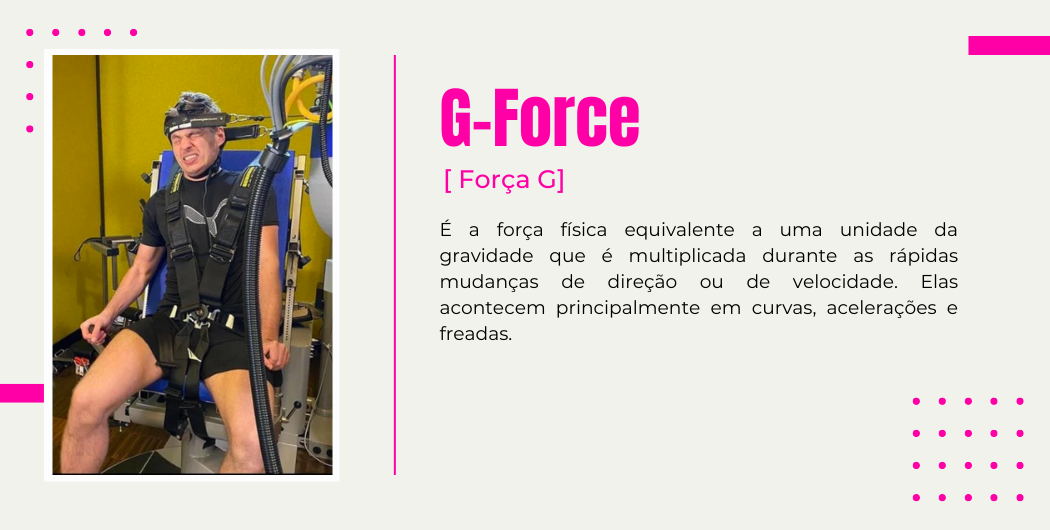 G-Force
[ Força G]
É a força física equivalente a uma unidade da
gravidade que é multiplicada durante as rápidas
mudanças de direção ou de velocidade. Elas
acontecem principalmente em curvas, acelerações e
freadas.